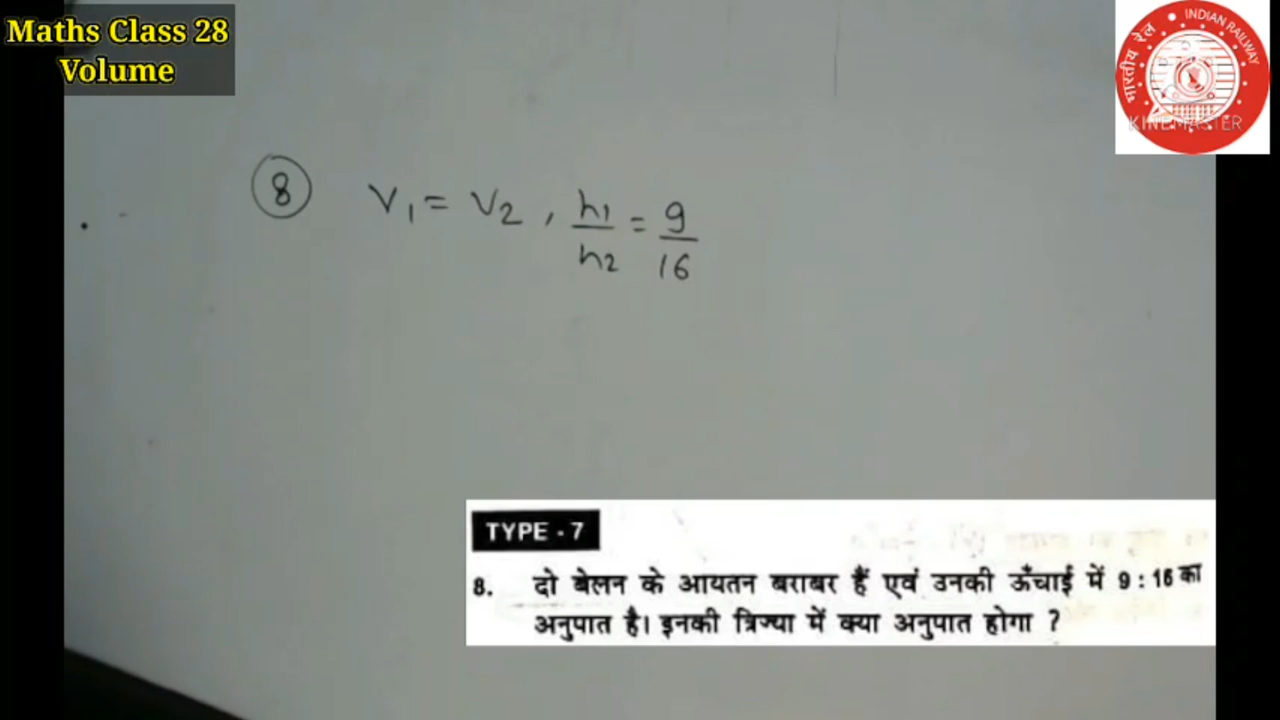 Maths Class 28
Volume
भारतीय रेल • INDIAN RAILWAY
KINEMASTER
8 V1 = V2 , h1/h2 = 9/16
TYPE - 7
8. दो बेलन के आयतन बराबर हैं एवं उनकी ऊँचाई में 9 : 16 का
अनुपात है। इनकी त्रिज्या में क्या अनुपात होगा ?